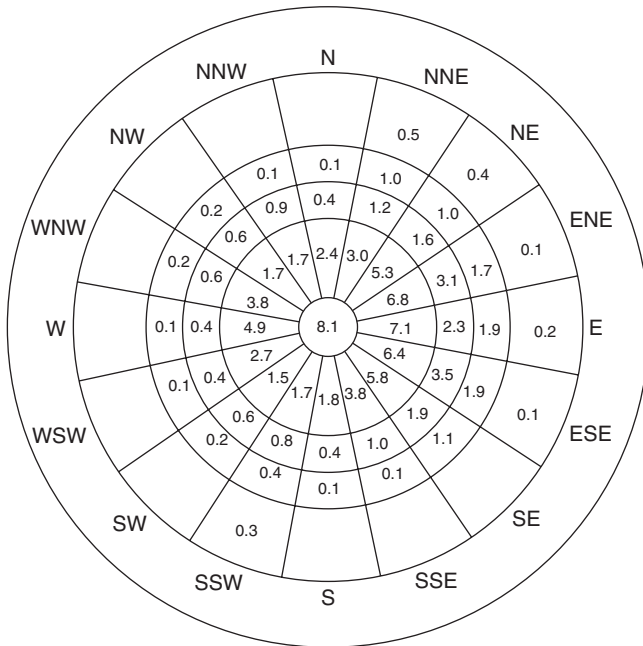 N
NNW NNE
NW NE
0.5
0.4
0.1 0.1 1.0
0.2 0.9 0.4 1.2 1.0
WNW ENE
0.6 1.6 0.1
0.2 0.6 1.7 1.7 2.4 3.0 5.3 3.1 1.7
3.8 6.8
W 0.1 0.4 4.9 8.1 7.1 2.3 1.9 0.2 E
2.7 6.4
0.1 0.4 1.5 1.7 1.8 3.8 5.8 3.5 1.9
0.6 1.9 0.1
WSW ESE
0.2 0.8 0.4 1.0 1.1
0.4 0.1 0.1
0.3
SW SE
SSW SSE
S